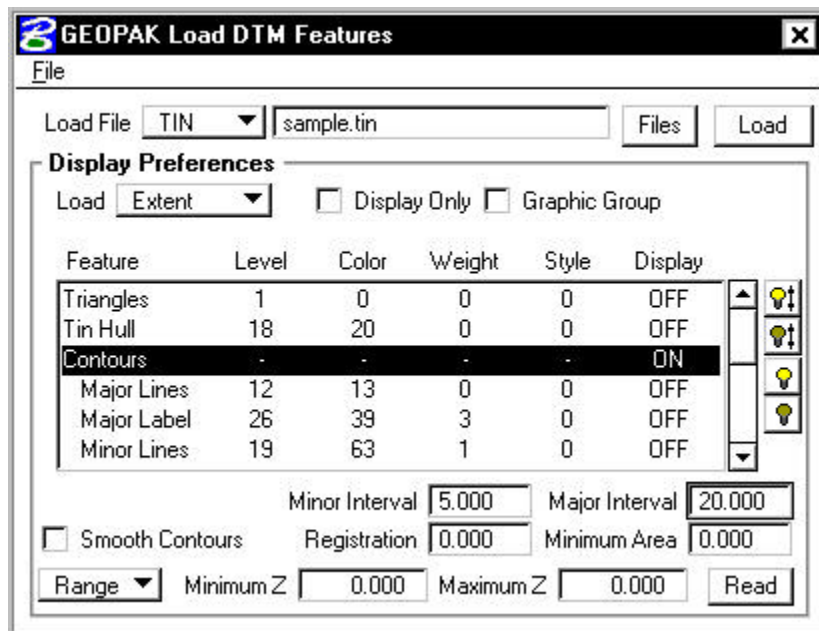 GEOPAK Load DTM Features
File
Load File TIN sample.tin Files Load
Display Preferences
Load Extent Display Only Graphic Group
Feature Level Color Weight Style Display
Triangles 1 0 0 0 OFF
Tin Hull 18 20 0 0 OFF
Contours - - - - ON
Major Lines 12 13 0 0 OFF
Major Label 26 39 3 0 OFF
Minor Lines 19 63 1 0 OFF
Minor Interval 5.000 Major Interval 20.000
Smooth Contours Registration 0.000 Minimum Area 0.000
Range Minimum Z 0.000 Maximum Z 0.000 Read